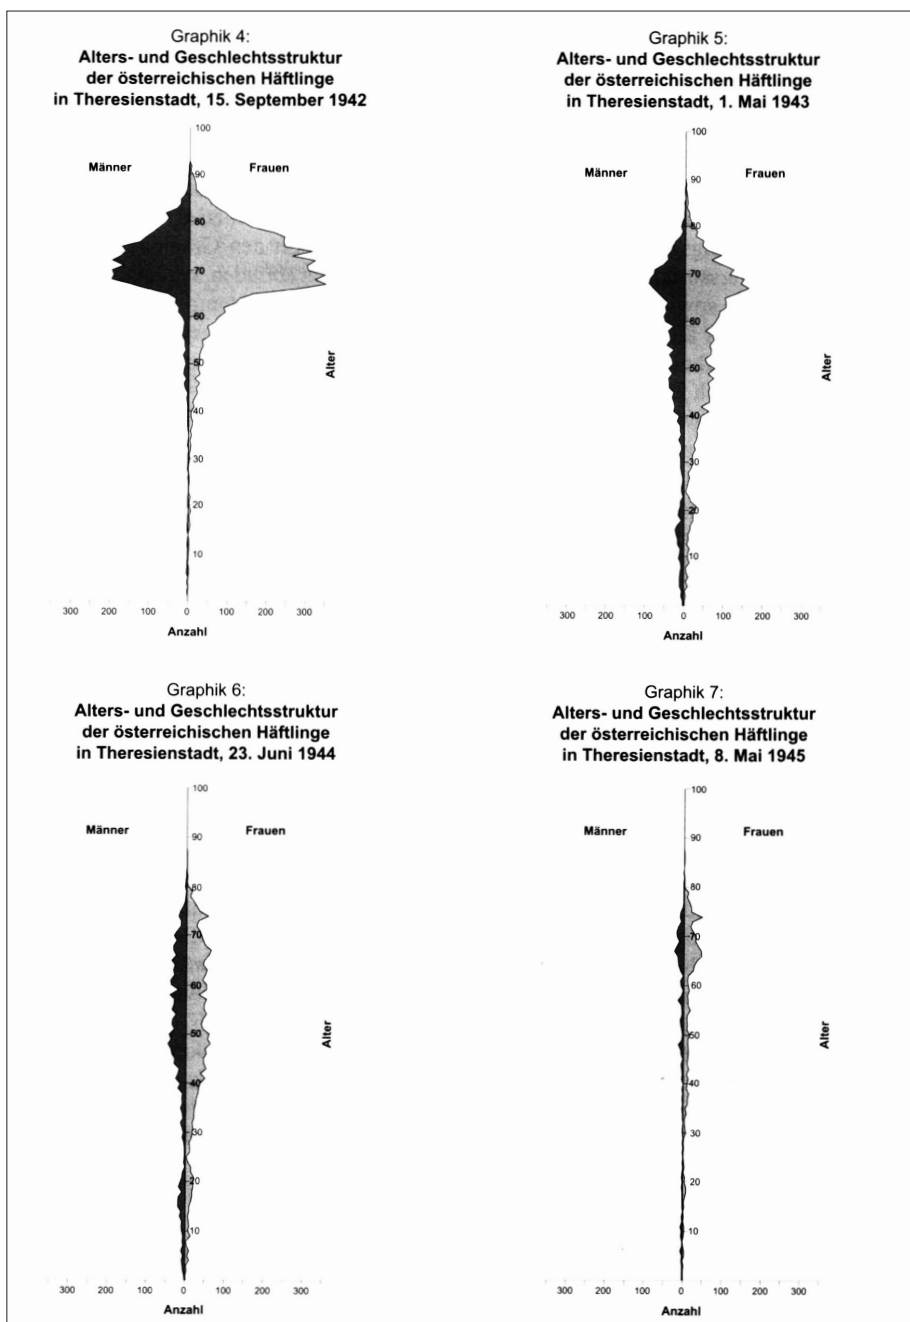 Graphik 4:
Alters- und Geschlechtsstruktur
der österreichischen Häftlinge
in Theresienstadt, 15. September 1942
100
Männer
Frauen
90
80
70
60
50
40
30
20
10
Alter
300 200 100 0 100 200 300
Anzahl
Graphik 5:
Alters- und Geschlechtsstruktur
der österreichischen Häftlinge
in Theresienstadt, 1. Mai 1943
100
Männer
Frauen
90
80
70
60
50
40
30
20
10
Alter
300 200 100 0 100 200 300
Anzahl
Graphik 6:
Alters- und Geschlechtsstruktur
der österreichischen Häftlinge
in Theresienstadt, 23. Juni 1944
100
Männer
Frauen
90
80
70
60
50
40
30
20
10
Alter
300 200 100 0 100 200 300
Anzahl
Graphik 7:
Alters- und Geschlechtsstruktur
der österreichischen Häftlinge
in Theresienstadt, 8. Mai 1945
100
Männer
Frauen
90
80
70
60
50
40
30
20
10
Alter
300 200 100 0 100 200 300
Anzahl